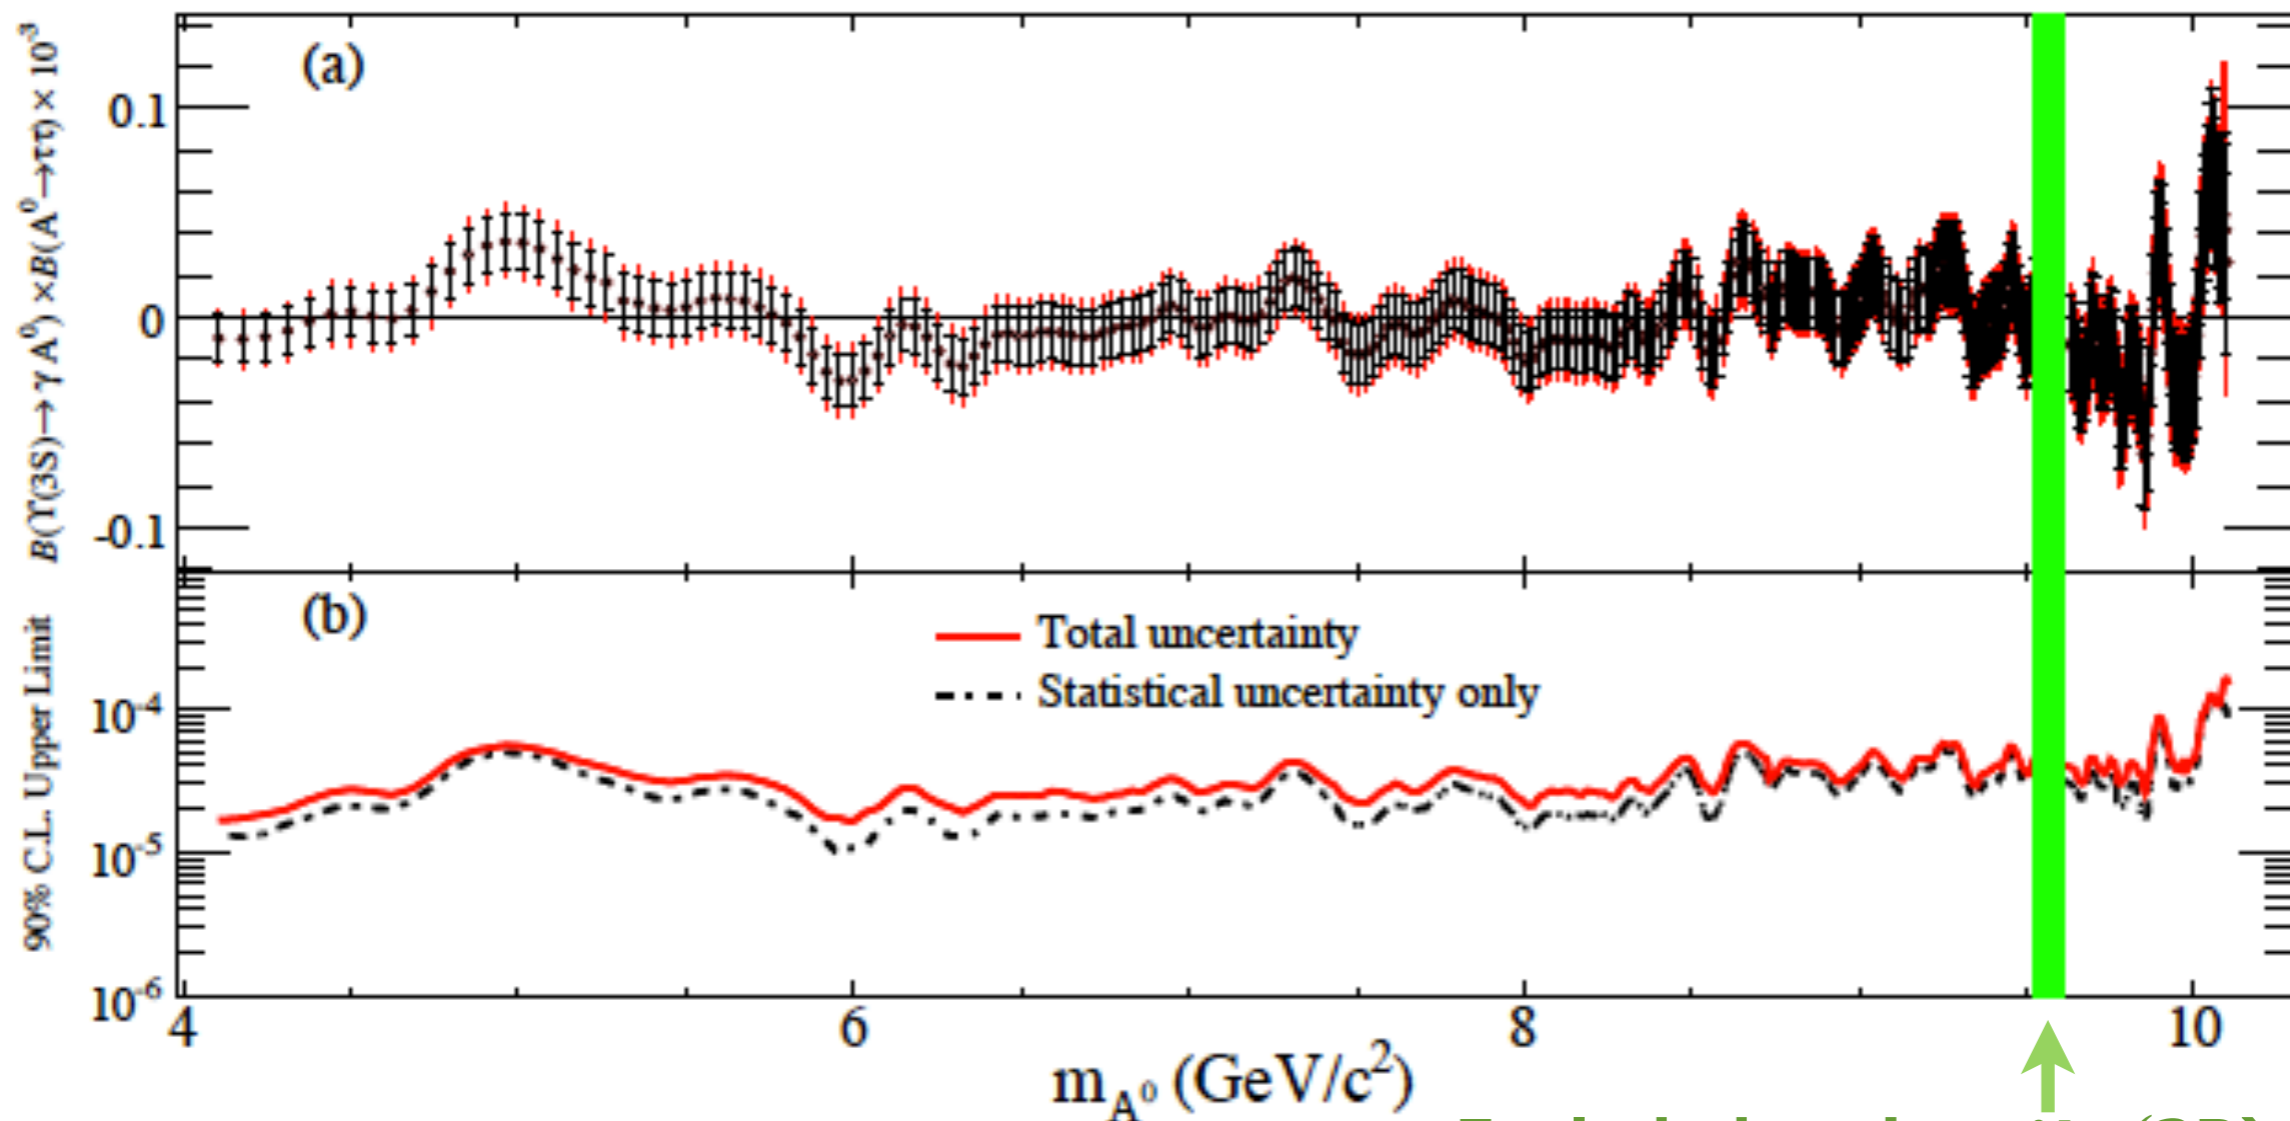 B(ϒ(3S)→ γ A⁰) ×B(A⁰→ττ) × 10⁻³
(a)
0.1
0
-0.1
90% C.L. Upper Limit
(b)
Total uncertainty
Statistical uncertainty only
10⁻⁴
10⁻⁵
10⁻⁶
4 6 8 10
m_A⁰ (GeV/c²)